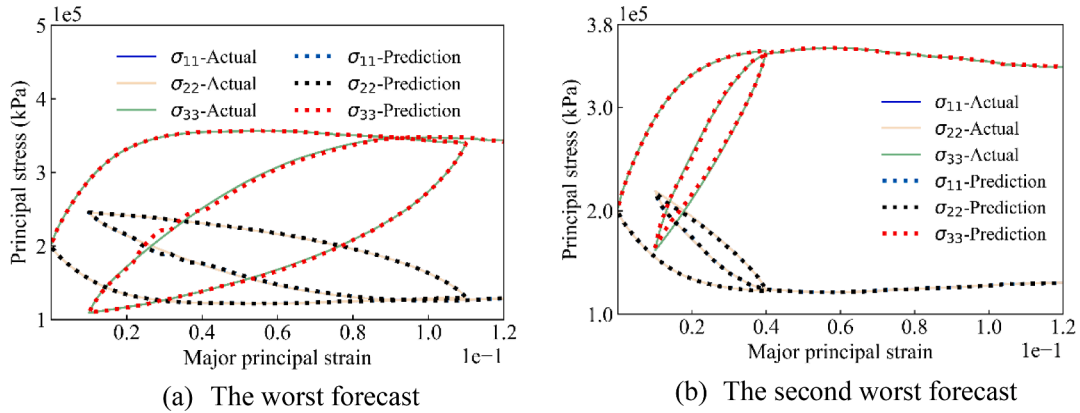 1e5
5
4
3
2
1
Principal stress (kPa)
σ11-Actual
σ22-Actual
σ33-Actual
σ11-Prediction
σ22-Prediction
σ33-Prediction
0.2 0.4 0.6 0.8 1.0 1.2
Major principal strain
1e−1
(a) The worst forecast
1e5
3.8
3.0
2.0
1.0
Principal stress (kPa)
σ11-Actual
σ22-Actual
σ33-Actual
σ11-Prediction
σ22-Prediction
σ33-Prediction
0.2 0.4 0.6 0.8 1.0 1.2
Major principal strain
1e−1
(b) The second worst forecast